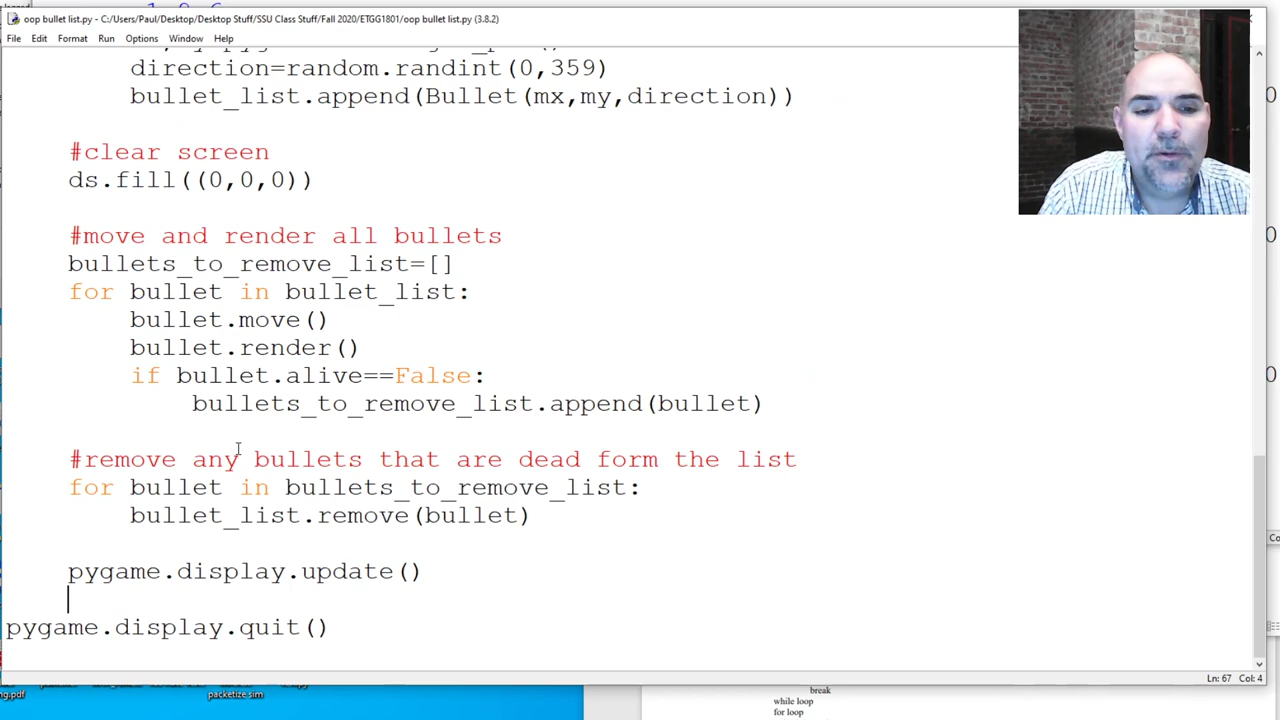 oop bullet list.py - C:/Users/Paul/Desktop/Desktop Stuff/SSU Class Stuff/Fall 2020/ETGG1801/oop bullet list.py (3.8.2)
File Edit Format Run Options Window Help
direction=random.randint(0,359)
bullet_list.append(Bullet(mx,my,direction))
#clear screen
ds.fill((0,0,0))
#move and render all bullets
bullets_to_remove_list=[]
for bullet in bullet_list:
bullet.move()
bullet.render()
if bullet.alive==False:
bullets_to_remove_list.append(bullet)
#remove any bullets that are dead form the list
for bullet in bullets_to_remove_list:
bullet_list.remove(bullet)
pygame.display.update()
pygame.display.quit()
Ln: 67 Col: 4
ng.pdf
packetize sim
break
while loop
for loop